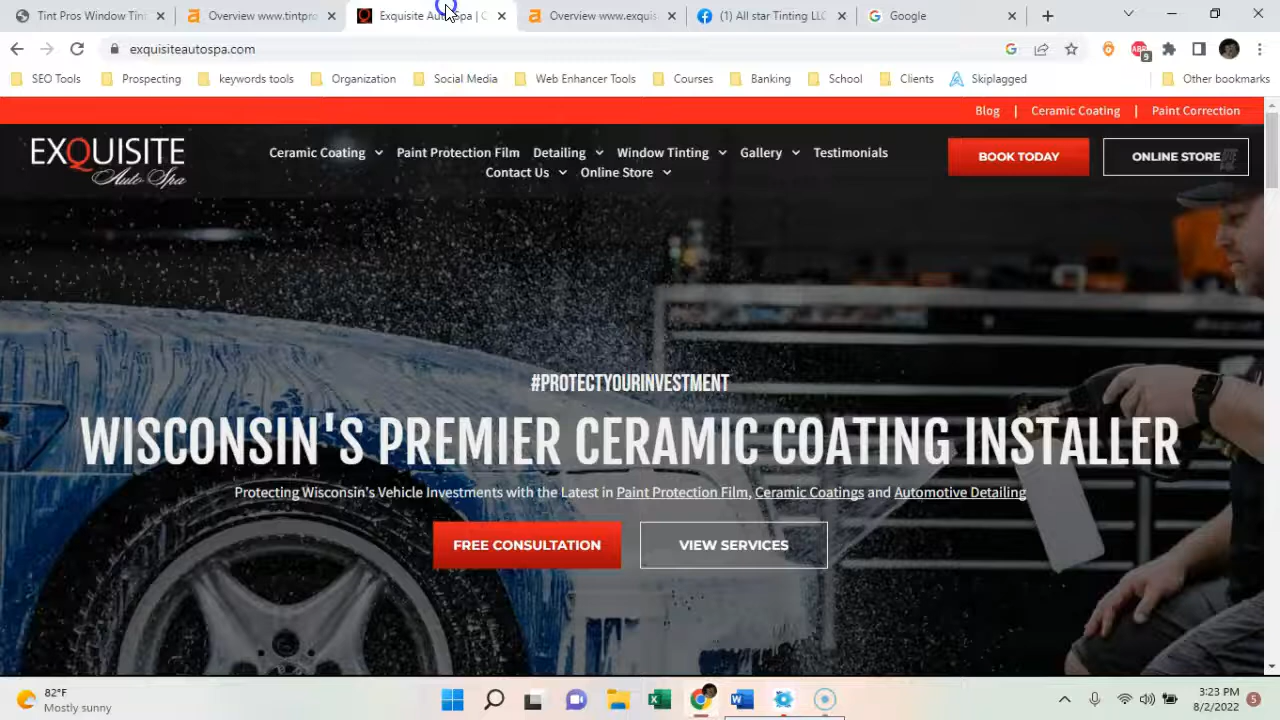 Tint Pros Window Tint
Overview www.tintpro
Exquisite Auto Spa | C
Overview www.exquis
(1) All star Tinting LLC
Google
exquisiteautospa.com
SEO Tools
Prospecting
keywords tools
Organization
Social Media
Web Enhancer Tools
Courses
Banking
School
Clients
Skiplagged
Other bookmarks
ABP
9
Blog | Ceramic Coating | Paint Correction
EXQUISITE
Auto Spa
Ceramic Coating
Paint Protection Film
Detailing
Window Tinting
Gallery
Testimonials
Contact Us
Online Store
BOOK TODAY
ONLINE STORE
#PROTECTYOURINVESTMENT
WISCONSIN'S PREMIER CERAMIC COATING INSTALLER
Protecting Wisconsin's Vehicle Investments with the Latest in Paint Protection Film, Ceramic Coatings and Automotive Detailing
FREE CONSULTATION
VIEW SERVICES
82°F
Mostly sunny
3:23 PM
8/2/2022
5